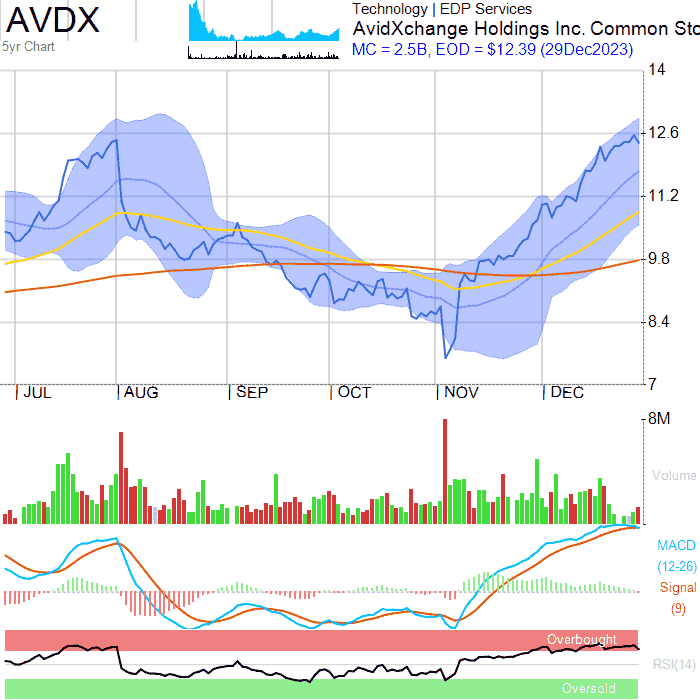 AVDX
5yr Chart
Technology | EDP Services
AvidXchange Holdings Inc. Common Sto
MC = 2.5B, EOD = $12.39 (29Dec2023)
14
12.6
11.2
9.8
8.4
7
JUL AUG SEP OCT NOV DEC
8M
Volume
MACD
(12-26)
Signal
(9)
Overbought
RSI(14)
Oversold